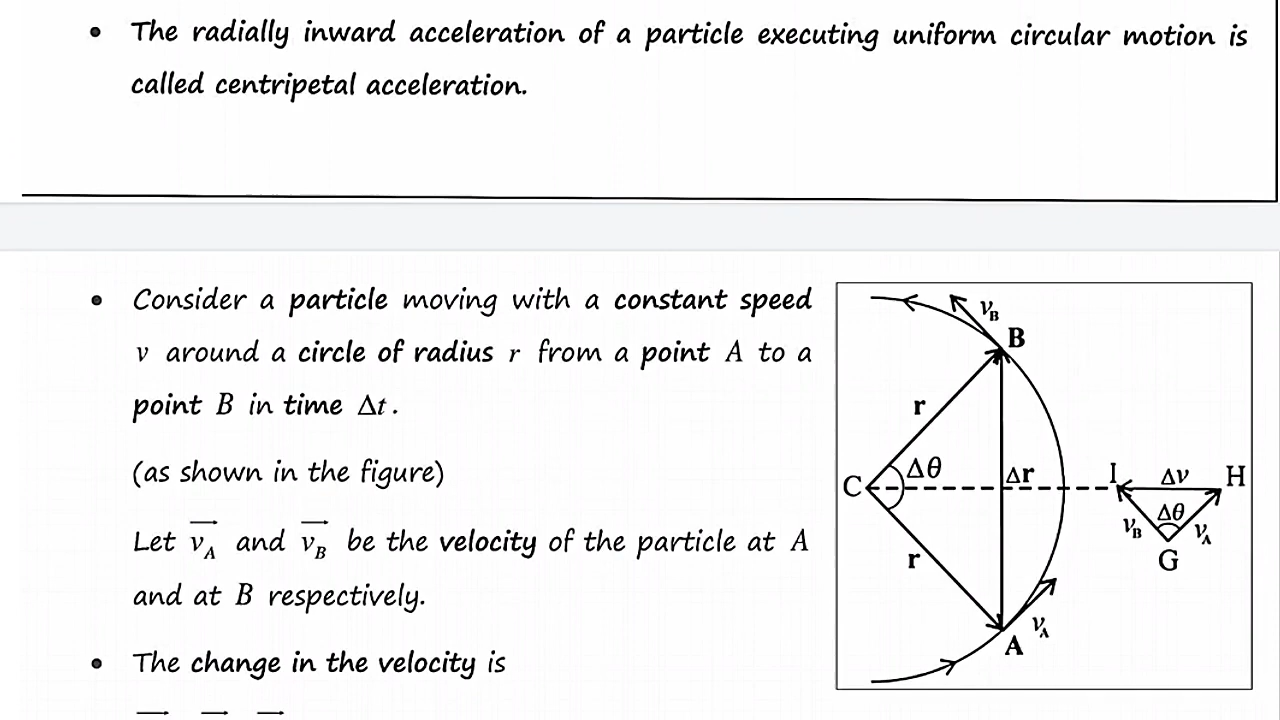 • The radially inward acceleration of a particle executing uniform circular motion is
called centripetal acceleration.
• Consider a particle moving with a constant speed
v around a circle of radius r from a point A to a
point B in time Δt.
(as shown in the figure)
Let v⃗_A and v⃗_B be the velocity of the particle at A
and at B respectively.
• The change in the velocity is
v_B
B
r
C
Δθ
Δr
I
Δv
H
Δθ
v_B
v_A
G
r
v_A
A